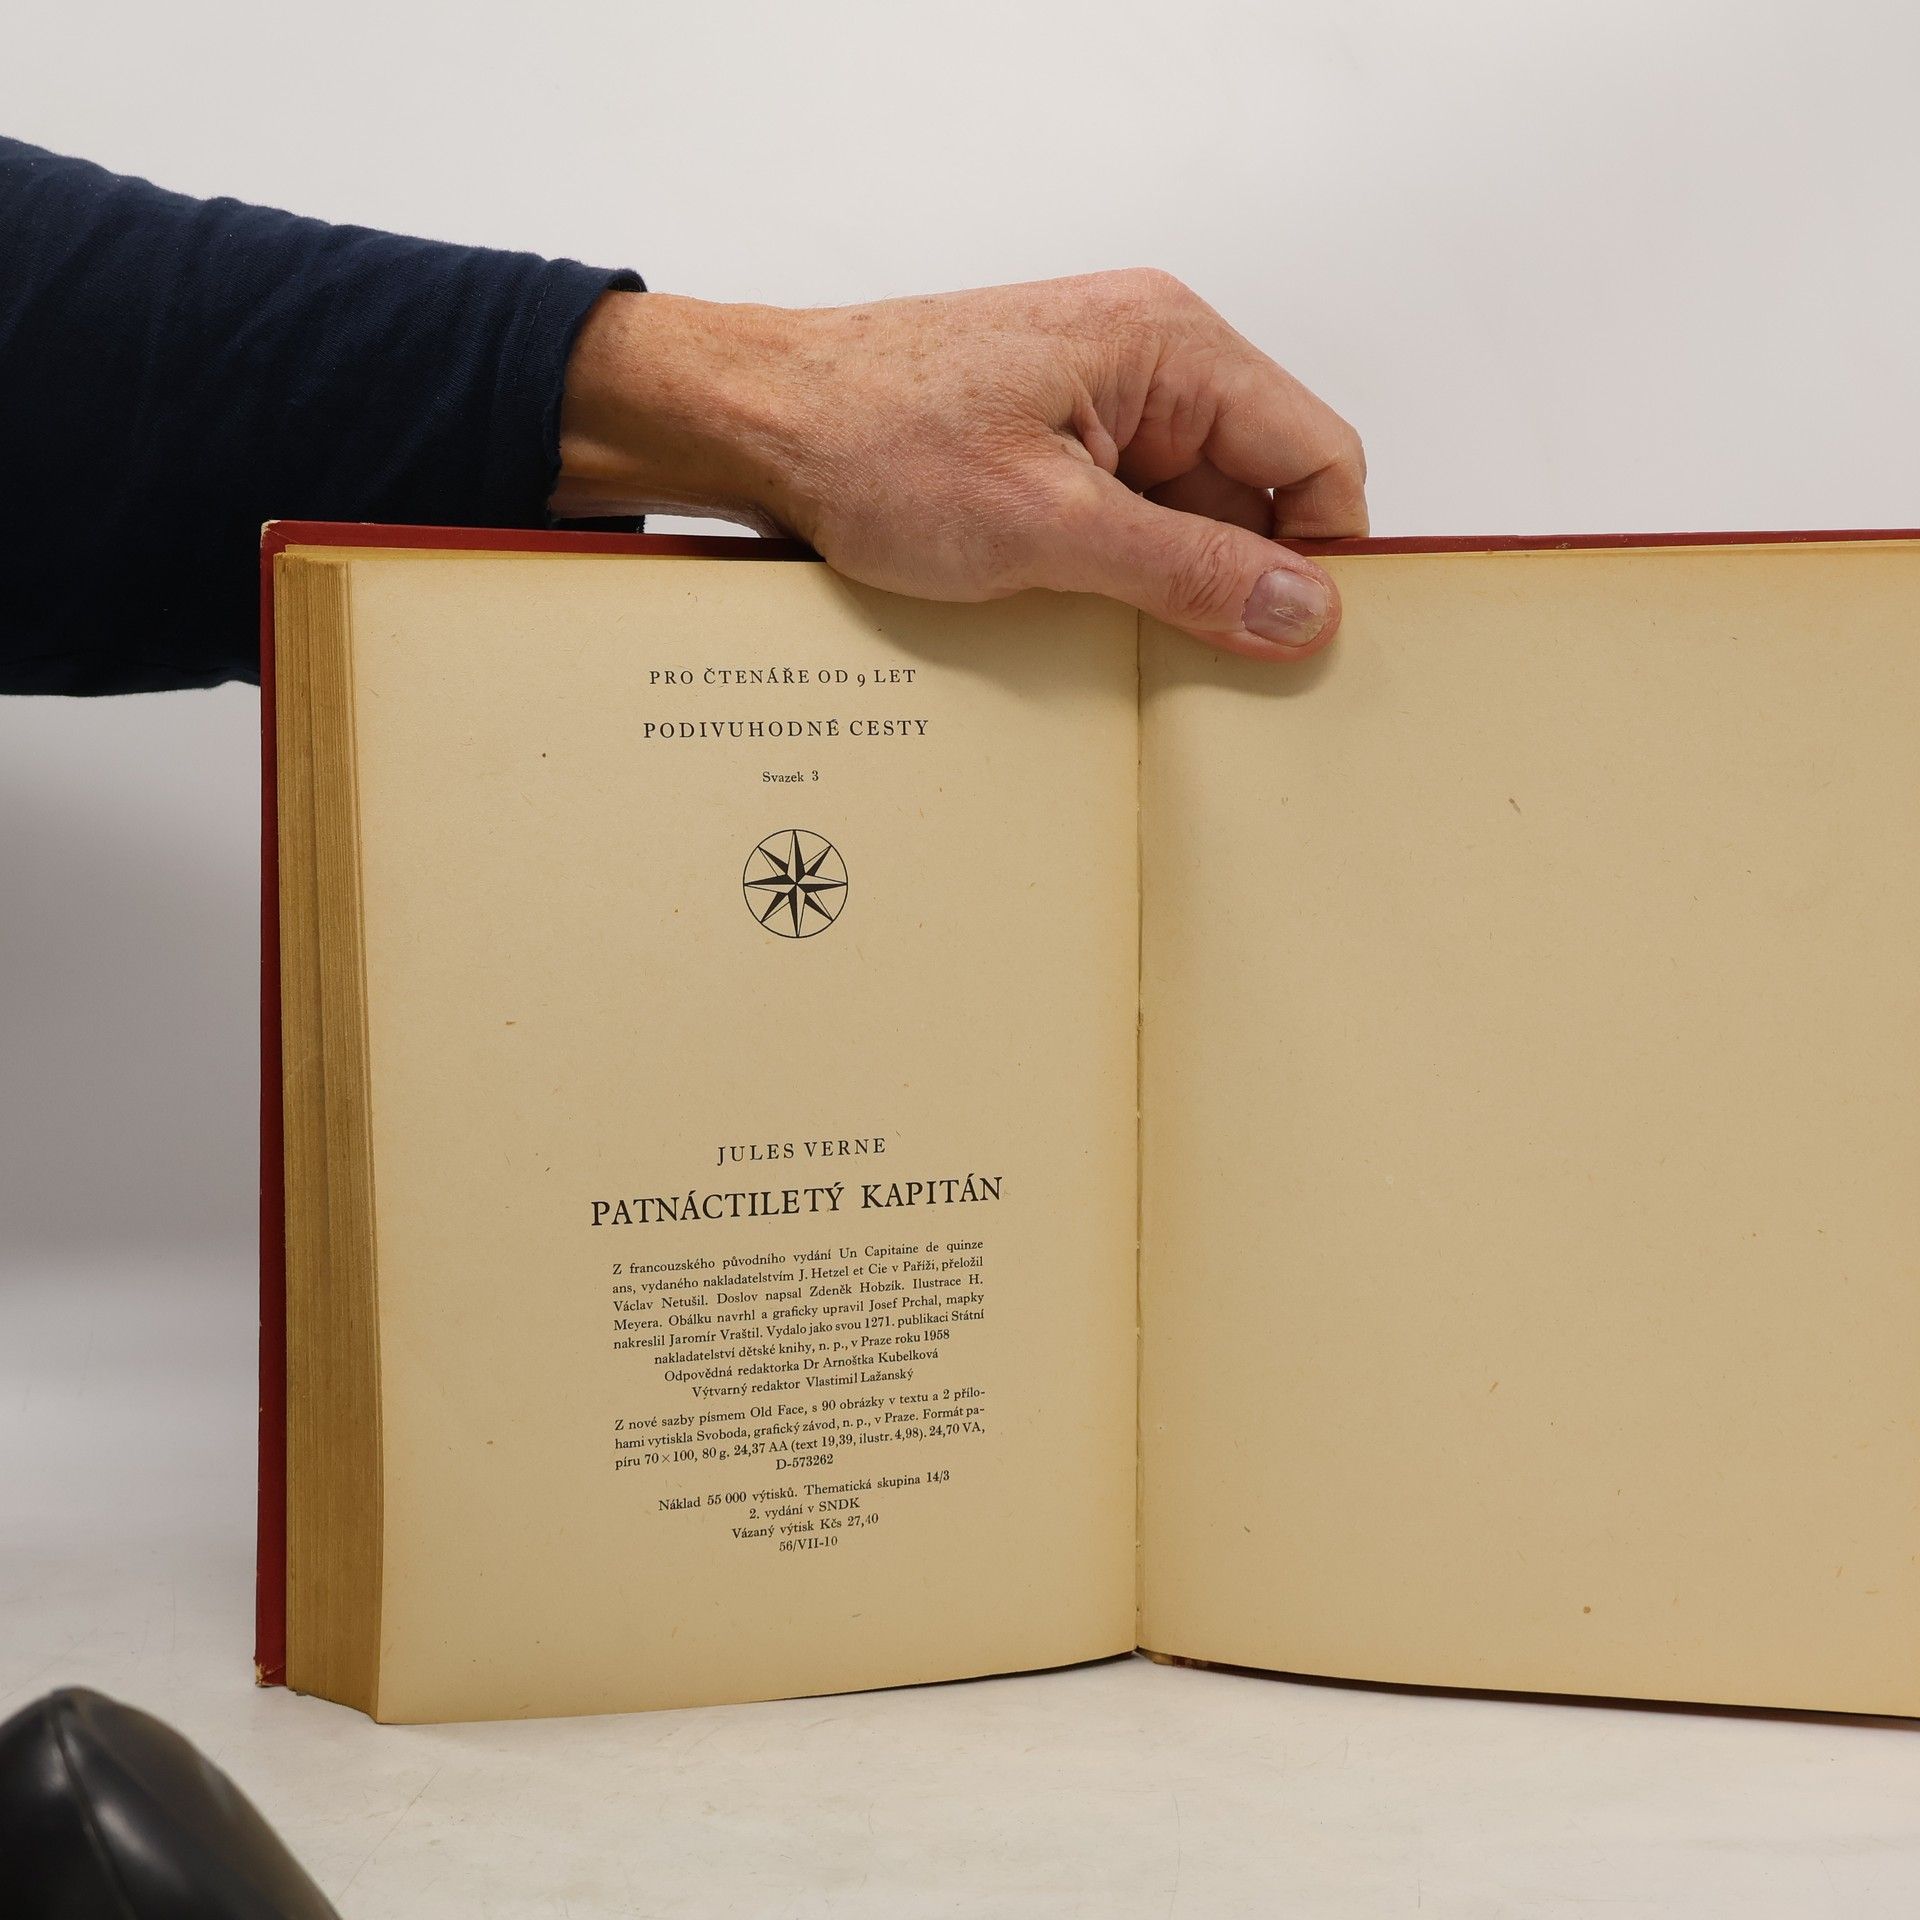 PRO ČTENÁŘE OD 9 LET
PODIVUHODNÉ CESTY
Svazek 3
JULES VERNE
PATNÁCTILETÝ KAPITÁN
Z francouzského původního vydání Un Capitaine de quinze
ans, vydaného nakladatelstvím J. Hetzel et Cie v Paříži, přeložil
Václav Netušil. Doslov napsal Zdeněk Hobzík. Ilustrace H.
Meyera. Obálku navrhl a graficky upravil Josef Prchal, mapky
nakreslil Jaromír Vraštil. Vydalo jako svou 1271. publikaci Státní
nakladatelství dětské knihy, n. p., v Praze roku 1958
Odpovědná redaktorka Dr Arnoštka Kubelková
Výtvarný redaktor Vlastimil Lažanský
Z nové sazby písmem Old Face, s 90 obrázky v textu a 2 přílo-
hami vytiskla Svoboda, grafický závod, n. p., v Praze. Formát pa-
píru 70×100, 80 g. 24,37 AA (text 19,39, ilustr. 4,98). 24,70 VA,
D-573262
Náklad 55 000 výtisků. Thematická skupina 14/3
2. vydání v SNDK
Vázaný výtisk Kčs 27,40
56/VII-10